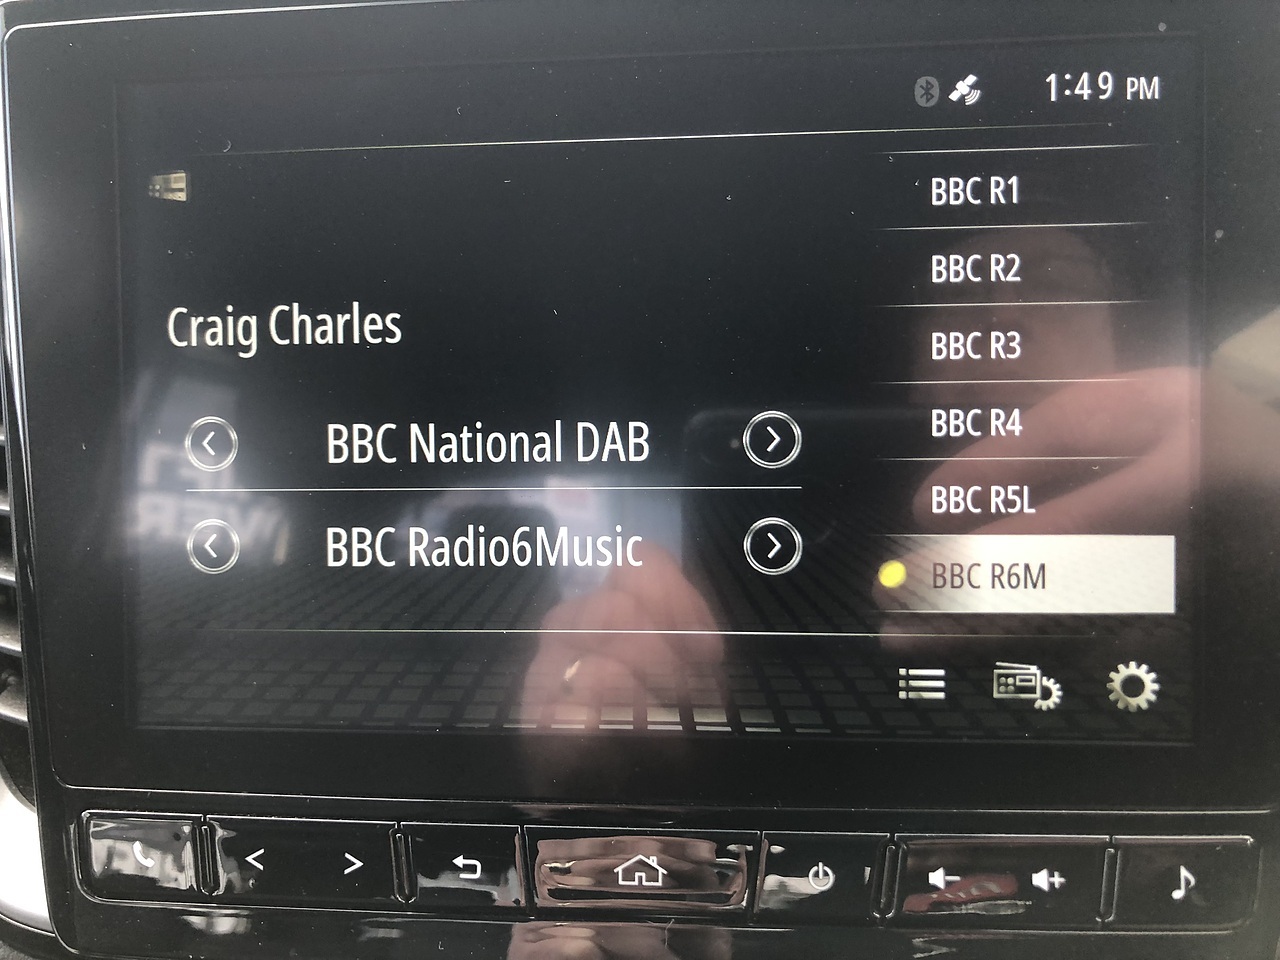 1:49 PM
Craig Charles
BBC National DAB
BBC Radio6Music
BBC R1
BBC R2
BBC R3
BBC R4
BBC R5L
BBC R6M